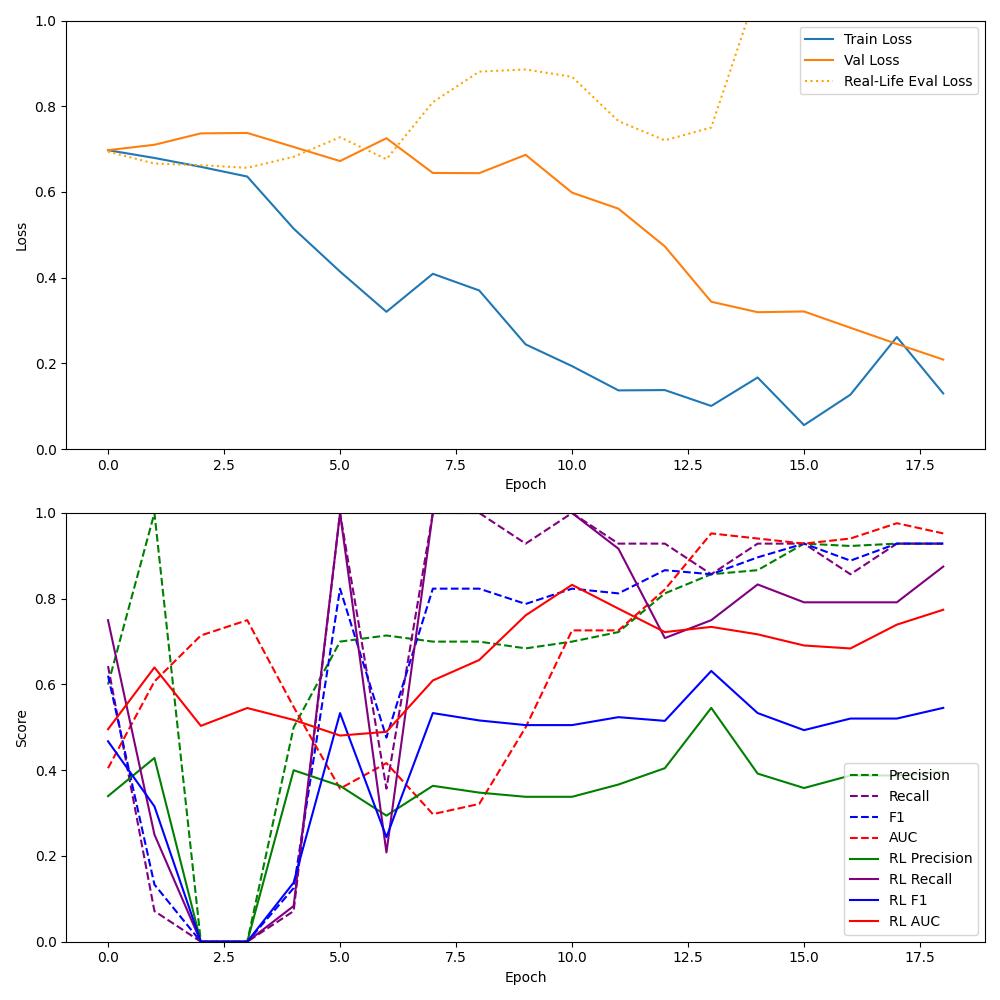 1.0
0.8
0.6
0.4
0.2
0.0
Loss
Train Loss
Val Loss
Real-Life Eval Loss
0.0 2.5 5.0 7.5 10.0 12.5 15.0 17.5
Epoch
1.0
0.8
0.6
0.4
0.2
0.0
Score
Precision
Recall
F1
AUC
RL Precision
RL Recall
RL F1
RL AUC
0.0 2.5 5.0 7.5 10.0 12.5 15.0 17.5
Epoch